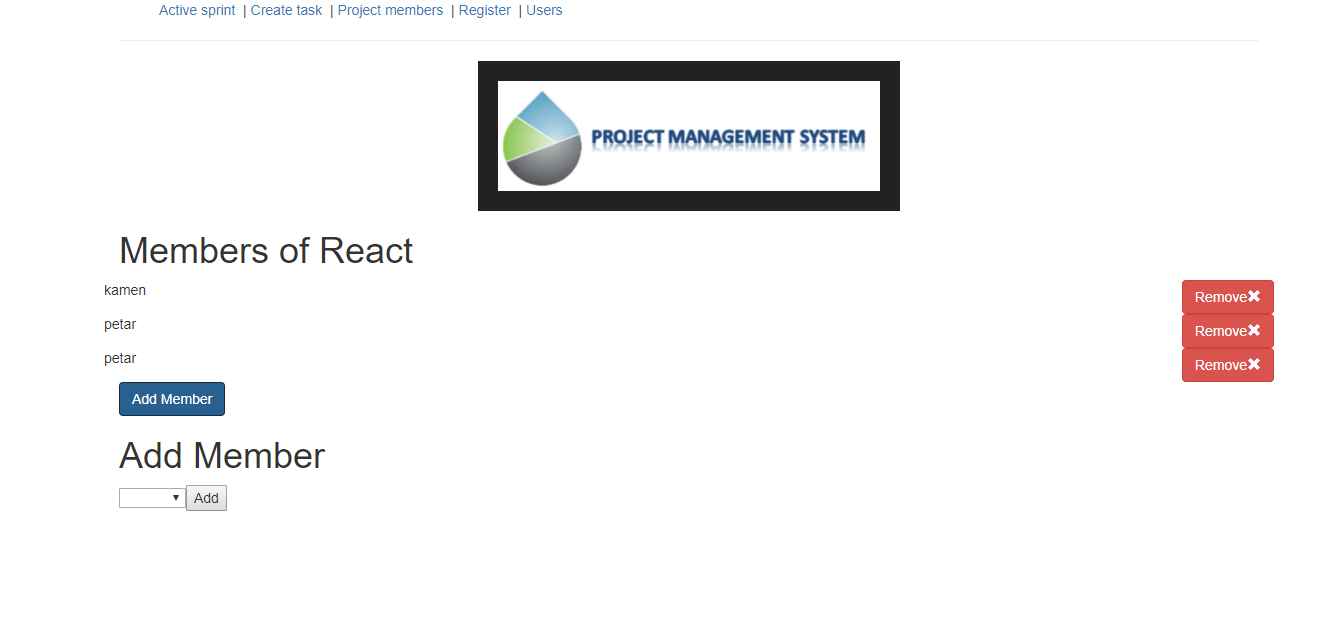 Active sprint | Create task | Project members | Register | Users
PROJECT MANAGEMENT SYSTEM
Members of React
kamen Remove
petar Remove
petar Remove
Add Member
Add Member
Add